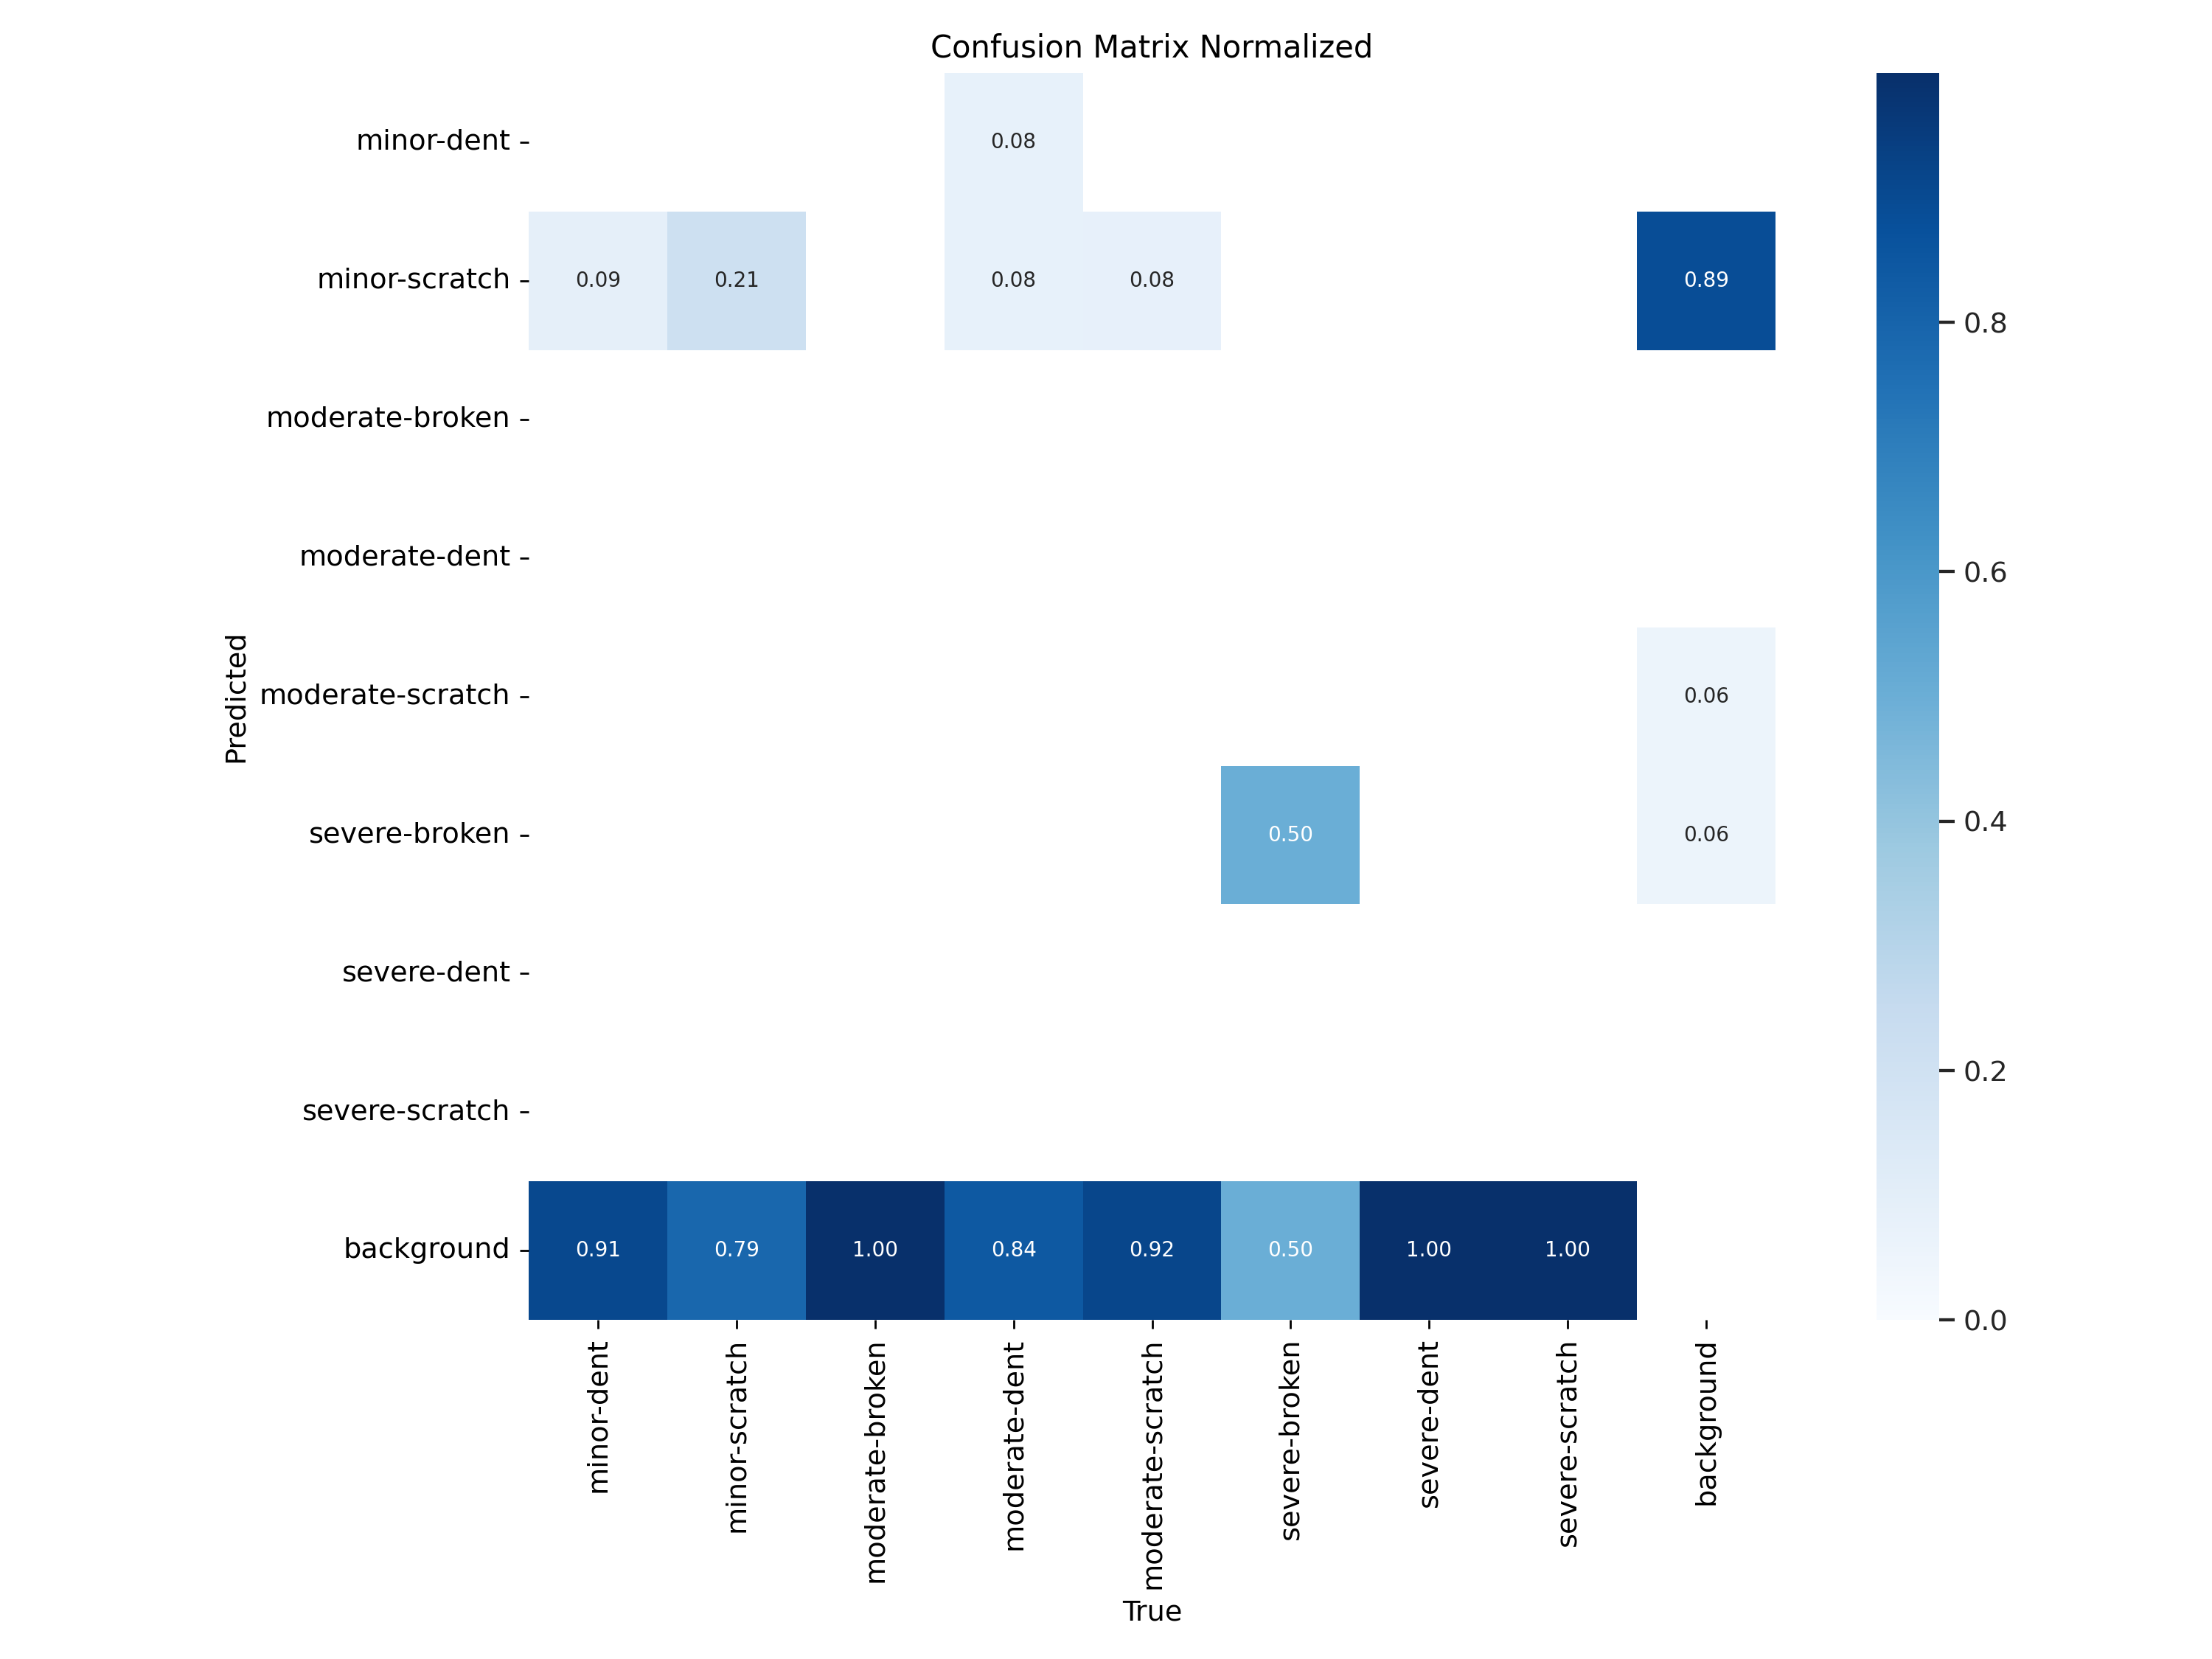 Confusion Matrix Normalized
minor-dent
0.08
minor-scratch
0.09 0.21 0.08 0.08 0.89
moderate-broken
moderate-dent
moderate-scratch
0.06
severe-broken
0.50 0.06
severe-dent
severe-scratch
background
0.91 0.79 1.00 0.84 0.92 0.50 1.00 1.00
Predicted
minor-dent
minor-scratch
moderate-broken
moderate-dent
moderate-scratch
severe-broken
severe-dent
severe-scratch
background
True
0.8
0.6
0.4
0.2
0.0